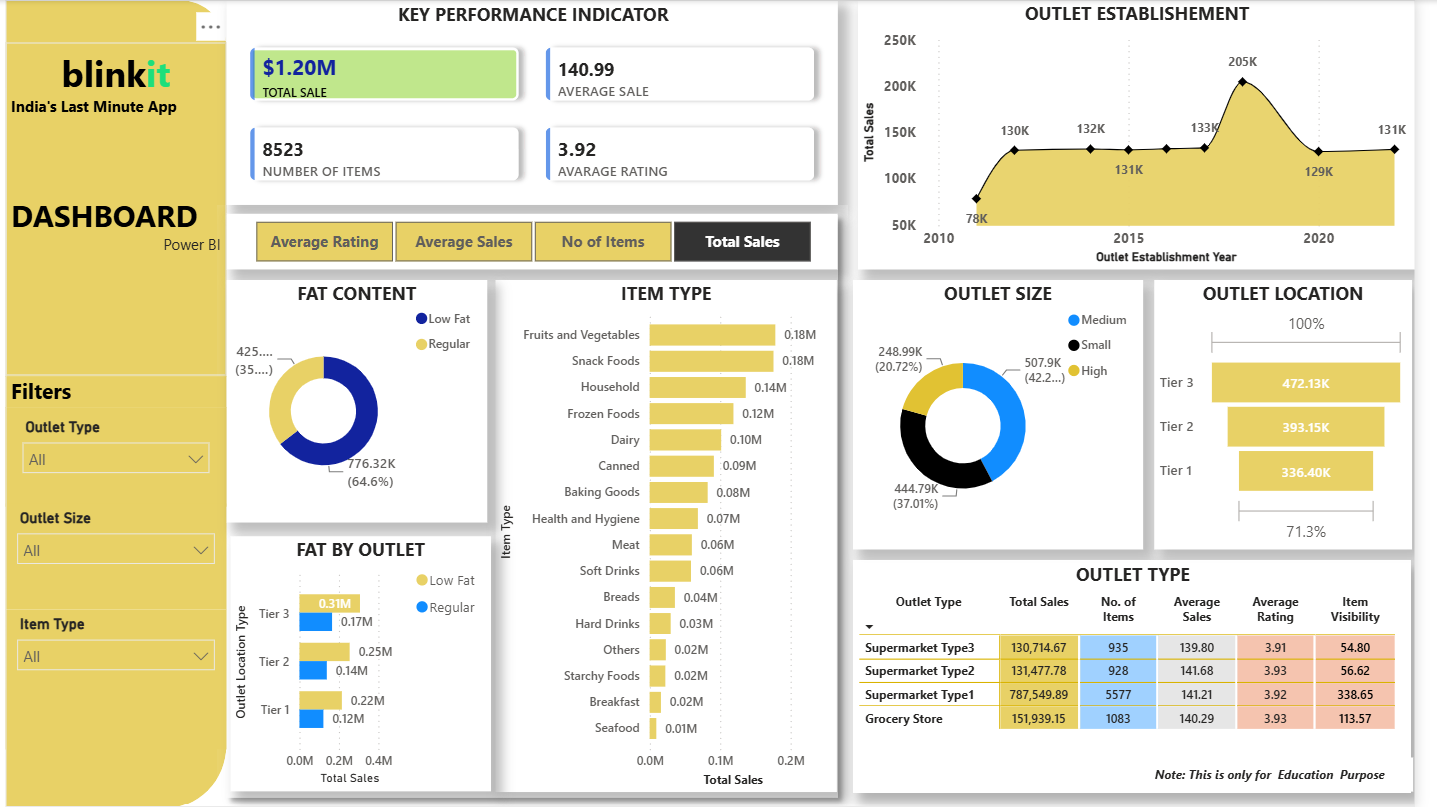 ...
blinkit
India's Last Minute App
DASHBOARD
Power BI
Filters
Outlet Type
All
Outlet Size
All
Item Type
All
KEY PERFORMANCE INDICATOR
$1.20M
TOTAL SALE
140.99
AVERAGE SALE
8523
NUMBER OF ITEMS
3.92
AVARAGE RATING
Average Rating
Average Sales
No of Items
Total Sales
OUTLET ESTABLISHEMENT
Total Sales
250K
200K
150K
100K
50K
78K
130K
132K
131K
133K
205K
129K
131K
2010
2015
2020
Outlet Establishment Year
FAT CONTENT
Low Fat
Regular
425....
(35....)
776.32K
(64.6%)
FAT BY OUTLET
Low Fat
Regular
Outlet Location Type
Tier 3
0.31M
0.17M
Tier 2
0.25M
0.14M
Tier 1
0.22M
0.12M
0.0M 0.2M 0.4M
Total Sales
ITEM TYPE
Item Type
Fruits and Vegetables 0.18M
Snack Foods 0.18M
Household 0.14M
Frozen Foods 0.12M
Dairy 0.10M
Canned 0.09M
Baking Goods 0.08M
Health and Hygiene 0.07M
Meat 0.06M
Soft Drinks 0.06M
Breads 0.04M
Hard Drinks 0.03M
Others 0.02M
Starchy Foods 0.02M
Breakfast 0.02M
Seafood 0.01M
0.0M 0.1M 0.2M
Total Sales
OUTLET SIZE
Medium
Small
High
248.99K
(20.72%)
507.9K
(42.2...)
444.79K
(37.01%)
OUTLET LOCATION
100%
Tier 3 472.13K
Tier 2 393.15K
Tier 1 336.40K
71.3%
OUTLET TYPE
Outlet Type Total Sales No. of Items Average Sales Average Rating Item Visibility
Supermarket Type3 130,714.67 935 139.80 3.91 54.80
Supermarket Type2 131,477.78 928 141.68 3.93 56.62
Supermarket Type1 787,549.89 5577 141.21 3.92 338.65
Grocery Store 151,939.15 1083 140.29 3.93 113.57
Note: This is only for Education Purpose